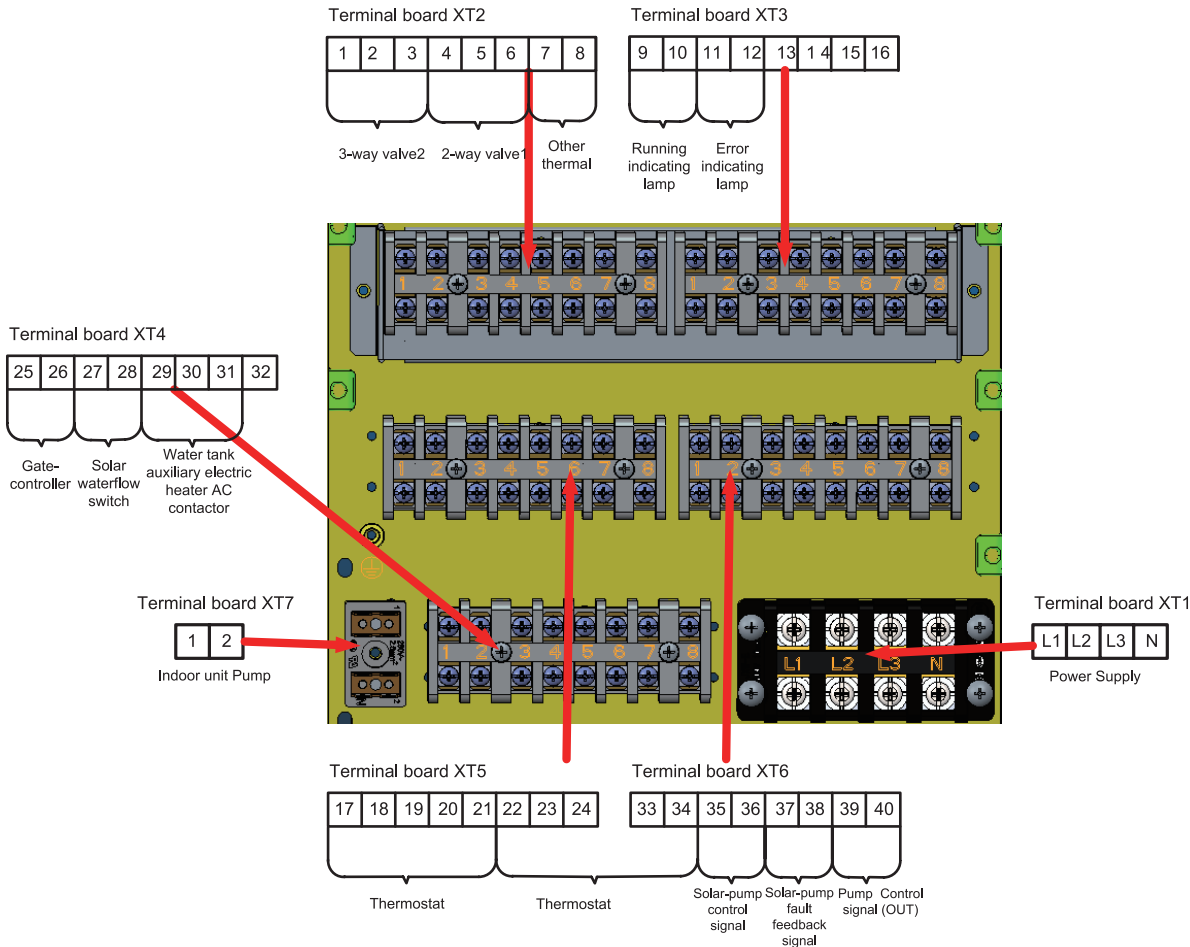 Terminal board XT2
1 2 3 4 5 6 7 8
3-way valve2
2-way valve1
Other
thermal
Terminal board XT3
9 10 11 12 13 14 15 16
Running
indicating
lamp
Error
indicating
lamp
1 2 3 4 5 6 7 8
1 2 3 4 5 6 7 8
Terminal board XT4
25 26 27 28 29 30 31 32
Gate-
controller
Solar
waterflow
switch
Water tank
auxiliary electric
heater AC
contactor
1 2 3 4 5 6 7 8
1 2 3 4 5 6 7 8
Terminal board XT7
1 2
Indoor unit Pump
1
2
N
1 2 3 4 5 6 7 8
L1 L2 L3 N
Terminal board XT1
L1 L2 L3 N
Power Supply
Terminal board XT5
17 18 19 20 21 22 23 24
Thermostat
Thermostat
Terminal board XT6
33 34 35 36 37 38 39 40
Solar-pump
control
signal
Solar-pump
fault
feedback
signal
Pump Control
signal (OUT)